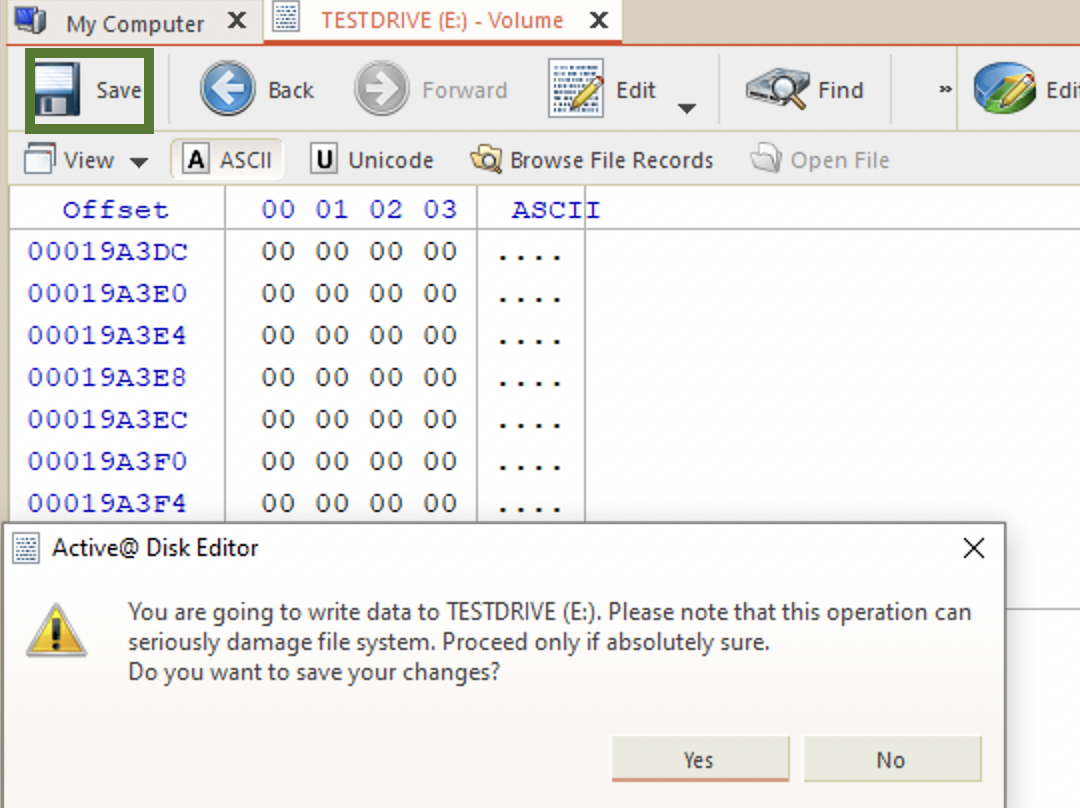 My Computer X TESTDRIVE (E:) - Volume X
Save Back Forward Edit Find » Edi
View A ASCII U Unicode Browse File Records Open File
Offset 00 01 02 03 ASCII
00019A3DC 00 00 00 00 ....
00019A3E0 00 00 00 00 ....
00019A3E4 00 00 00 00 ....
00019A3E8 00 00 00 00 ....
00019A3EC 00 00 00 00 ....
00019A3F0 00 00 00 00 ....
00019A3F4 00 00 00 00 ....
Active@ Disk Editor
You are going to write data to TESTDRIVE (E:). Please note that this operation can
seriously damage file system. Proceed only if absolutely sure.
Do you want to save your changes?
Yes No